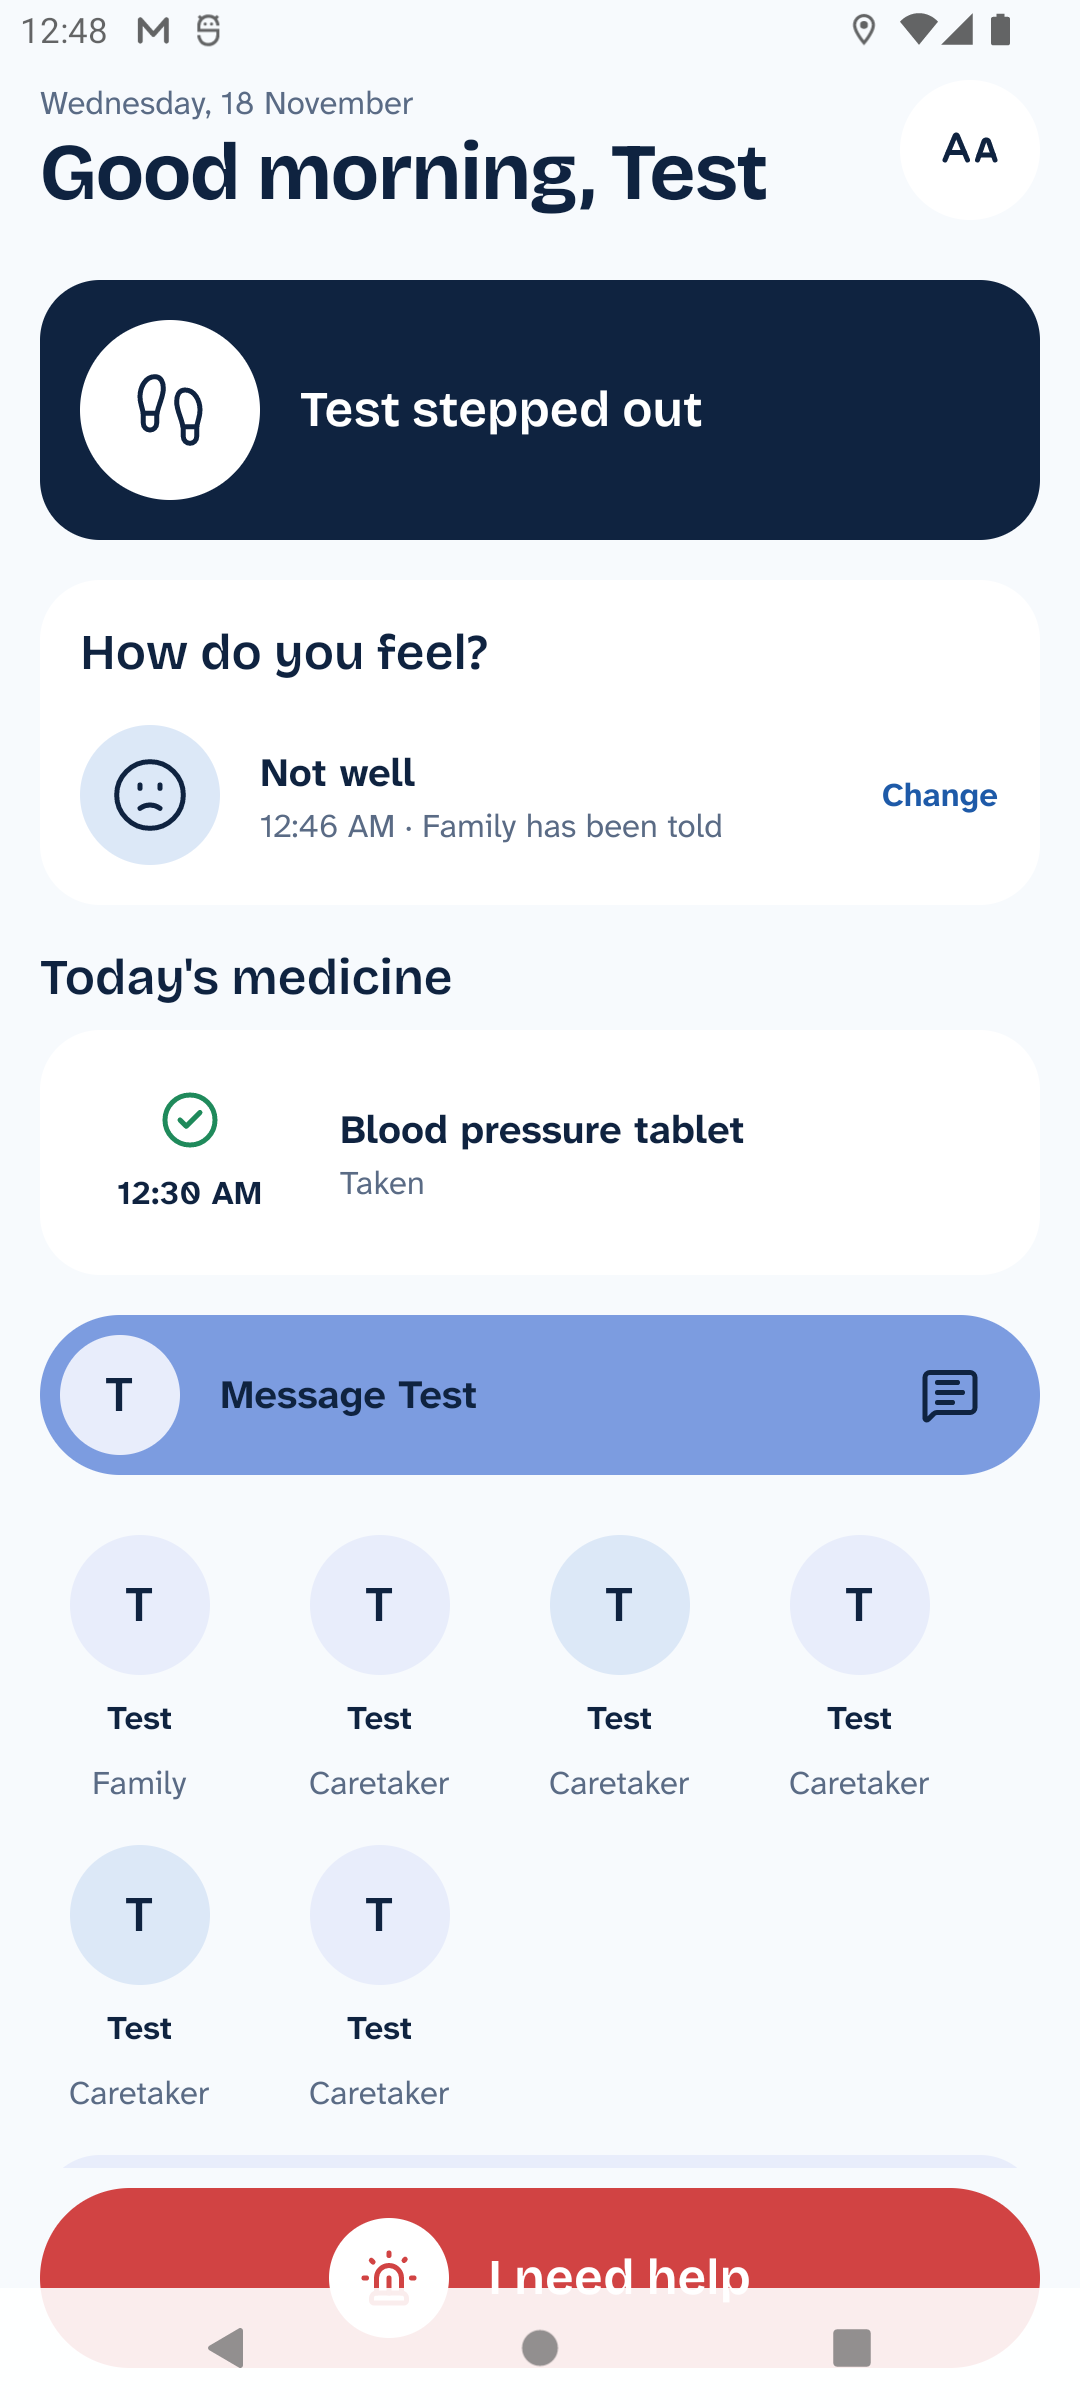 12:48
Wednesday, 18 November
Good morning, Test
AA
Test stepped out
How do you feel?
Not well
12:46 AM · Family has been told
Change
Today's medicine
12:30 AM
Blood pressure tablet
Taken
T
Message Test
T
T
T
T
Test
Test
Test
Test
Family
Caretaker
Caretaker
Caretaker
T
T
Test
Test
Caretaker
Caretaker
I need help